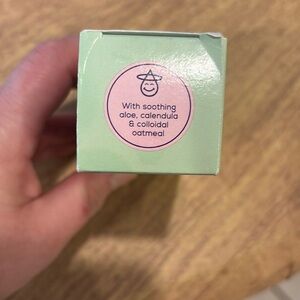 With soothing
aloe, calendula
& colloidal
oatmeal